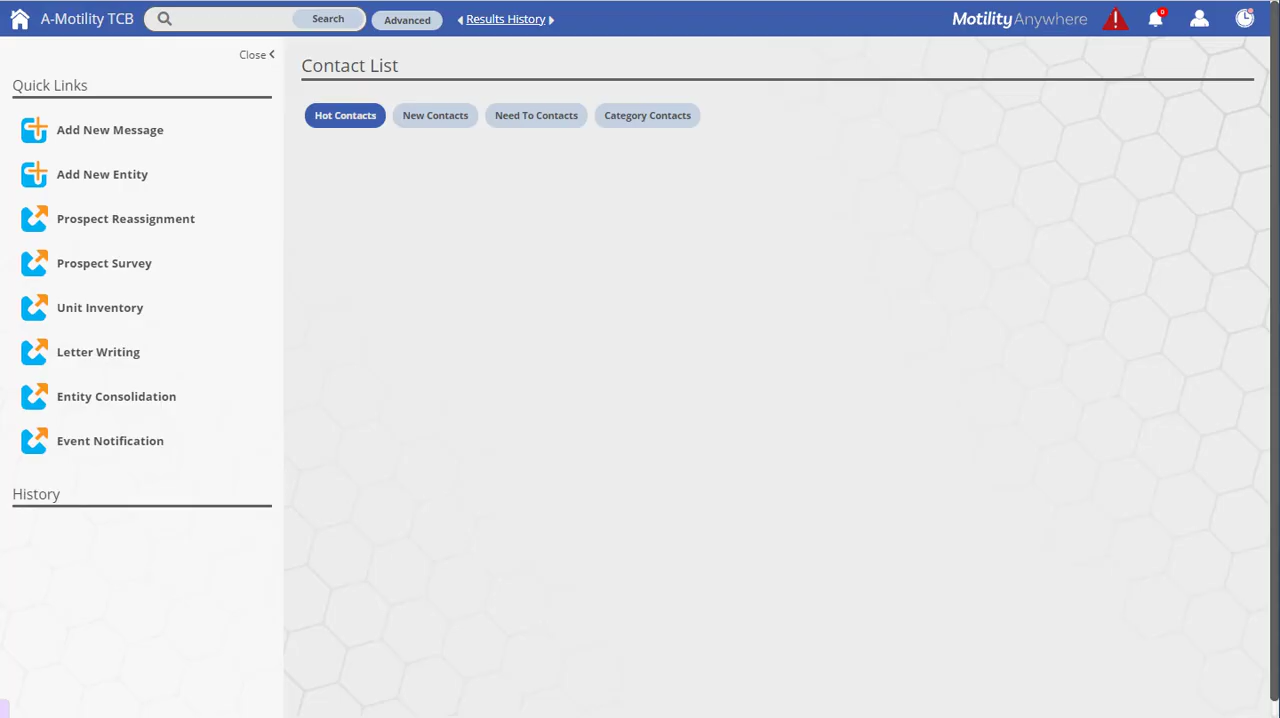 A-Motility TCB
Search
Advanced
Results History
MotilityAnywhere
0
Close
Quick Links
Add New Message
Add New Entity
Prospect Reassignment
Prospect Survey
Unit Inventory
Letter Writing
Entity Consolidation
Event Notification
History
Contact List
Hot Contacts
New Contacts
Need To Contacts
Category Contacts